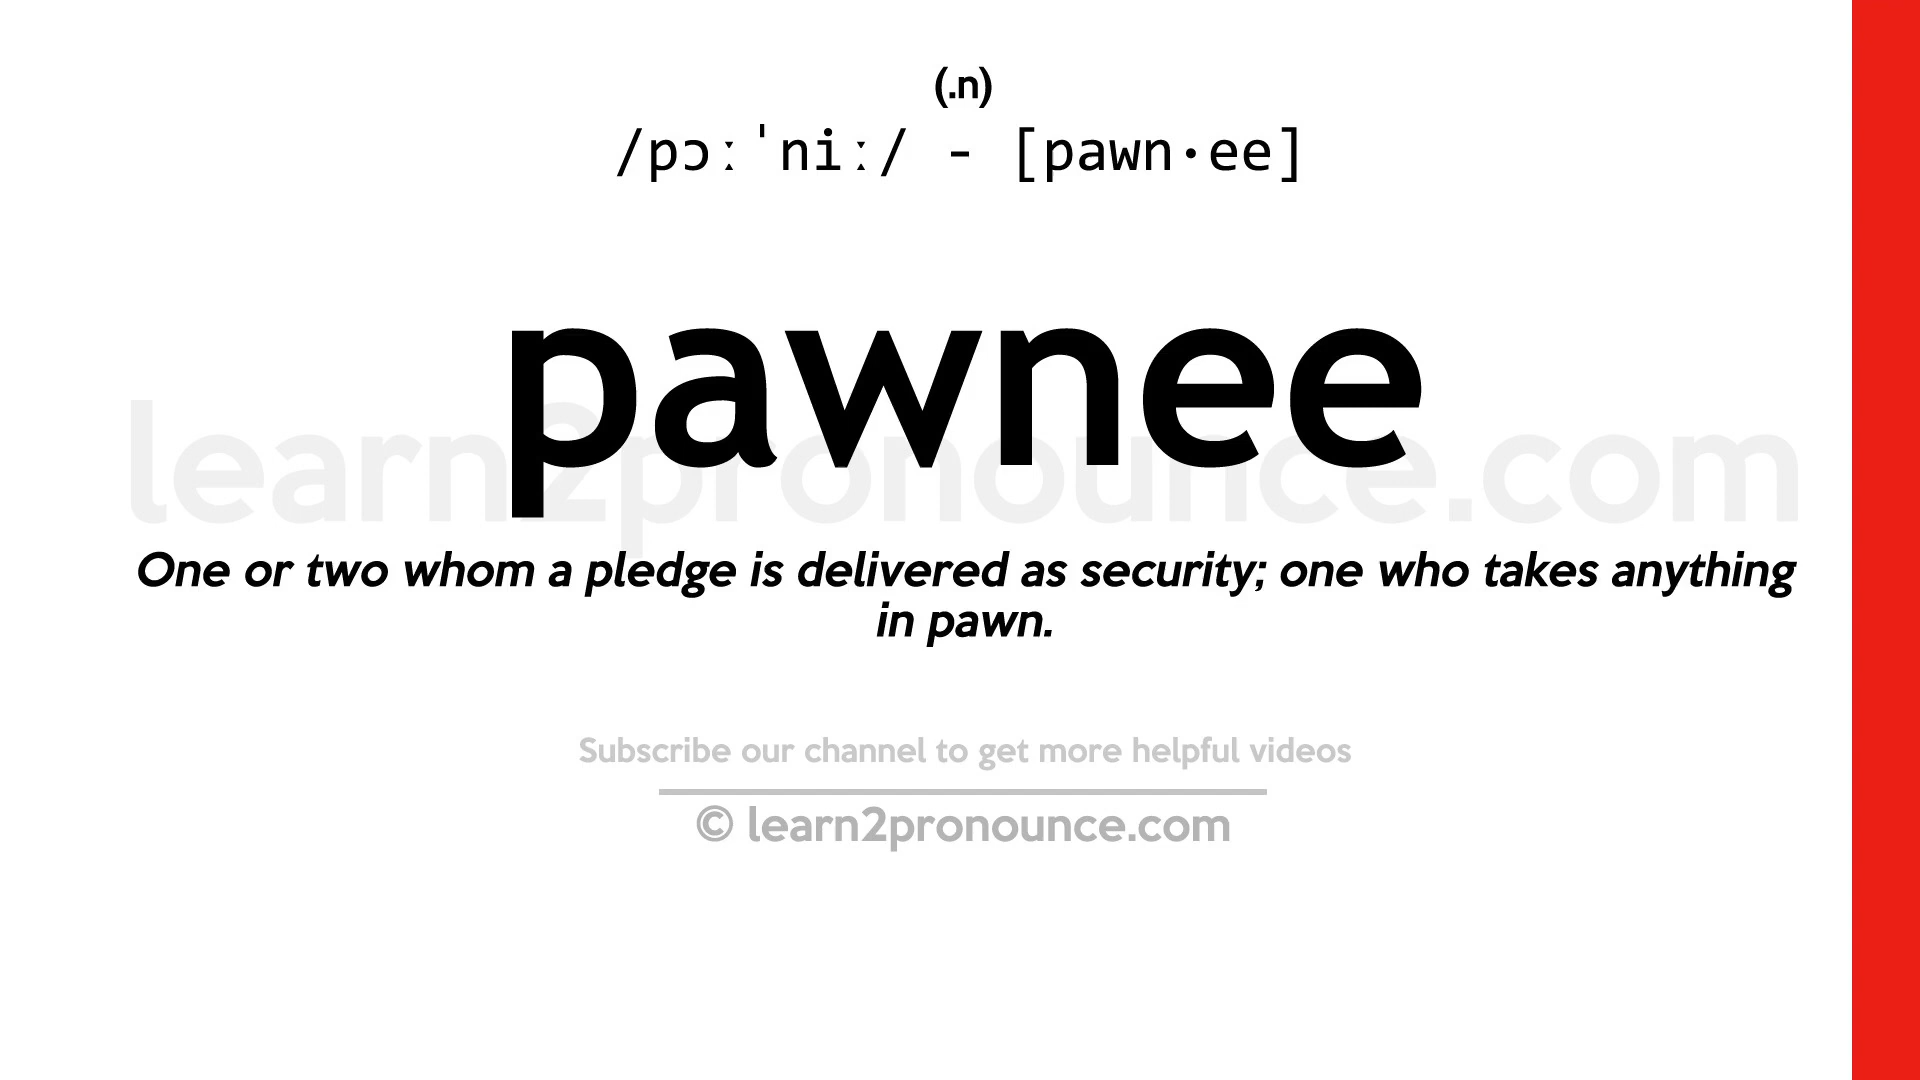 (.n)
/pɔːˈniː/ - [pawn·ee]
pawnee
learn2pronounce.com
One or two whom a pledge is delivered as security; one who takes anything
in pawn.
Subscribe our channel to get more helpful videos
© learn2pronounce.com